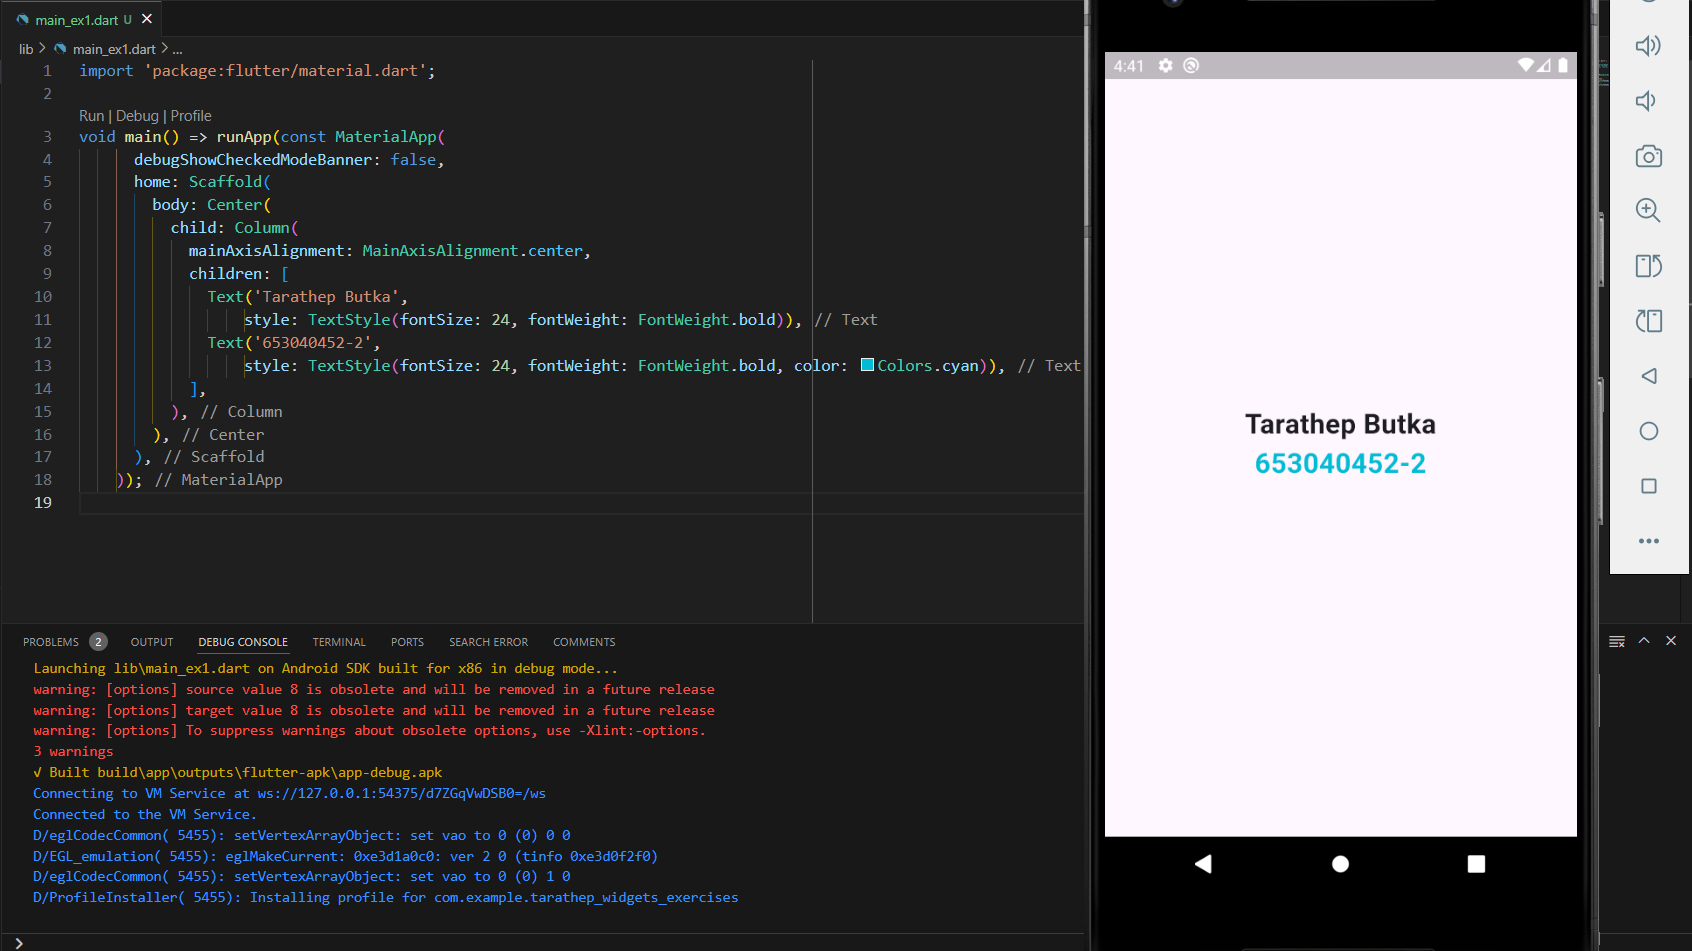 main_ex1.dart U
lib > main_ex1.dart > ...
1 import 'package:flutter/material.dart';
2
Run | Debug | Profile
3 void main() => runApp(const MaterialApp(
4 debugShowCheckedModeBanner: false,
5 home: Scaffold(
6 body: Center(
7 child: Column(
8 mainAxisAlignment: MainAxisAlignment.center,
9 children: [
10 Text('Tarathep Butka',
11 style: TextStyle(fontSize: 24, fontWeight: FontWeight.bold)), // Text
12 Text('653040452-2',
13 style: TextStyle(fontSize: 24, fontWeight: FontWeight.bold, color: Colors.cyan)), // Text
14 ],
15 ), // Column
16 ), // Center
17 ), // Scaffold
18 )); // MaterialApp
19
PROBLEMS 2 OUTPUT DEBUG CONSOLE TERMINAL PORTS SEARCH ERROR COMMENTS
Launching lib\main_ex1.dart on Android SDK built for x86 in debug mode...
warning: [options] source value 8 is obsolete and will be removed in a future release
warning: [options] target value 8 is obsolete and will be removed in a future release
warning: [options] To suppress warnings about obsolete options, use -Xlint:-options.
3 warnings
√ Built build\app\outputs\flutter-apk\app-debug.apk
Connecting to VM Service at ws://127.0.0.1:54375/d7ZGqVwDSB0=/ws
Connected to the VM Service.
D/eglCodecCommon( 5455): setVertexArrayObject: set vao to 0 (0) 0 0
D/EGL_emulation( 5455): eglMakeCurrent: 0xe3d1a0c0: ver 2 0 (tinfo 0xe3d0f2f0)
D/eglCodecCommon( 5455): setVertexArrayObject: set vao to 0 (0) 1 0
D/ProfileInstaller( 5455): Installing profile for com.example.tarathep_widgets_exercises
4:41
Tarathep Butka
653040452-2